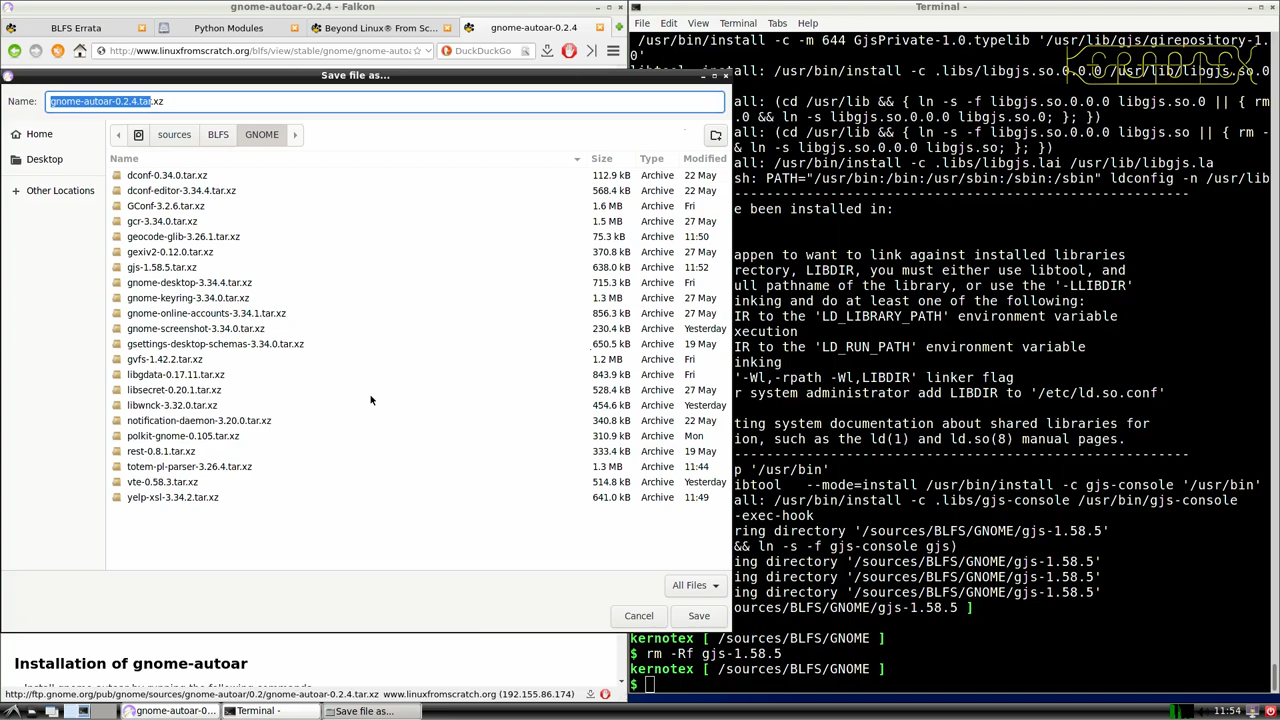 gnome-autoar-0.2.4 - Falkon
BLFS Errata
Python Modules
Beyond Linux® From Sc...
gnome-autoar-0.2.4
http://www.linuxfromscratch.org/blfs/view/stable/gnome/gnome-autoa
DuckDuckGo
Save file as...
Name:
gnome-autoar-0.2.4.tar.xz
Home
Desktop
Other Locations
sources
BLFS
GNOME
Name Size Type Modified
dconf-0.34.0.tar.xz 112.9 kB Archive 22 May
dconf-editor-3.34.4.tar.xz 568.4 kB Archive 22 May
GConf-3.2.6.tar.xz 1.6 MB Archive Fri
gcr-3.34.0.tar.xz 1.5 MB Archive 27 May
geocode-glib-3.26.1.tar.xz 75.3 kB Archive 11:50
gexiv2-0.12.0.tar.xz 370.8 kB Archive 27 May
gjs-1.58.5.tar.xz 638.0 kB Archive 11:52
gnome-desktop-3.34.4.tar.xz 715.3 kB Archive Fri
gnome-keyring-3.34.0.tar.xz 1.3 MB Archive 27 May
gnome-online-accounts-3.34.1.tar.xz 856.3 kB Archive 27 May
gnome-screenshot-3.34.0.tar.xz 230.4 kB Archive Yesterday
gsettings-desktop-schemas-3.34.0.tar.xz 650.5 kB Archive 19 May
gvfs-1.42.2.tar.xz 1.2 MB Archive Fri
libgdata-0.17.11.tar.xz 843.9 kB Archive Fri
libsecret-0.20.1.tar.xz 528.4 kB Archive 27 May
libwnck-3.32.0.tar.xz 454.6 kB Archive Yesterday
notification-daemon-3.20.0.tar.xz 340.8 kB Archive 22 May
polkit-gnome-0.105.tar.xz 310.9 kB Archive Mon
rest-0.8.1.tar.xz 333.4 kB Archive 19 May
totem-pl-parser-3.26.4.tar.xz 1.3 MB Archive 11:44
vte-0.58.3.tar.xz 514.8 kB Archive Yesterday
yelp-xsl-3.34.2.tar.xz 641.0 kB Archive 11:49
All Files
Cancel
Save
Installation of gnome-autoar
http://ftp.gnome.org/pub/gnome/sources/gnome-autoar/0.2/gnome-autoar-0.2.4.tar.xz www.linuxfromscratch.org (192.155.86.174)
Terminal -
File Edit View Terminal Tabs Help
/usr/bin/install -c -m 644 GjsPrivate-1.0.typelib '/usr/lib/gjs/girepository-1.
0'
all: /usr/bin/install -c .libs/libgjs.so.0.0.0 /usr/lib/libgjs.so.0
all: (cd /usr/lib && { ln -s -f libgjs.so.0.0.0 libgjs.so.0 || { rm
.0 && ln -s libgjs.so.0.0.0 libgjs.so.0; }; })
all: (cd /usr/lib && { ln -s -f libgjs.so.0.0.0 libgjs.so || { rm -
& ln -s libgjs.so.0.0.0 libgjs.so; }; })
all: /usr/bin/install -c .libs/libgjs.lai /usr/lib/libgjs.la
sh: PATH="/usr/bin/bin:/usr/sbin:/sbin:/sbin" ldconfig -n /usr/lib
e been installed in:
appen to want to link against installed libraries
rectory, LIBDIR, you must either use libtool, and
ull pathname of the library, or use the '-LLIBDIR'
inking and do at least one of the following:
IR to the 'LD_LIBRARY_PATH' environment variable
xecution
IR to the 'LD_RUN_PATH' environment variable
inking
'-Wl,-rpath -Wl,LIBDIR' linker flag
r system administrator add LIBDIR to '/etc/ld.so.conf'
ting system documentation about shared libraries for
ion, such as the ld(1) and ld.so(8) manual pages.
p '/usr/bin'
ibtool --mode=install /usr/bin/install -c gjs-console '/usr/bin'
all: /usr/bin/install -c .libs/gjs-console /usr/bin/gjs-console
-exec-hook
ring directory '/sources/BLFS/GNOME/gjs-1.58.5'
&& ln -s -f gjs-console gjs)
ing directory '/sources/BLFS/GNOME/gjs-1.58.5'
ing directory '/sources/BLFS/GNOME/gjs-1.58.5'
ing directory '/sources/BLFS/GNOME/gjs-1.58.5'
ources/BLFS/GNOME/gjs-1.58.5 ]
kernotex [ /sources/BLFS/GNOME ]
$ rm -Rf gjs-1.58.5
kernotex [ /sources/BLFS/GNOME ]
$
KERNOTEX
gnome-autoar-0.2....
Terminal -
Save file as...
11:54